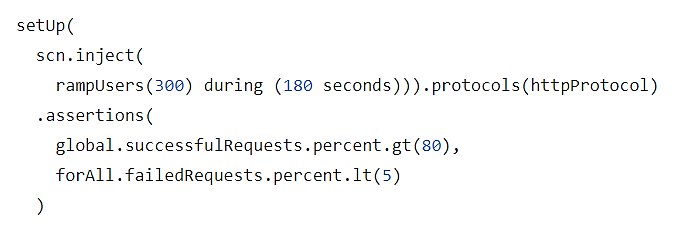 setUp(
  scn.inject(
    rampUsers(300) during (180 seconds))).protocols(httpProtocol)
  .assertions(
    global.successfulRequests.percent.gt(80),
    forAll.failedRequests.percent.lt(5)
  )